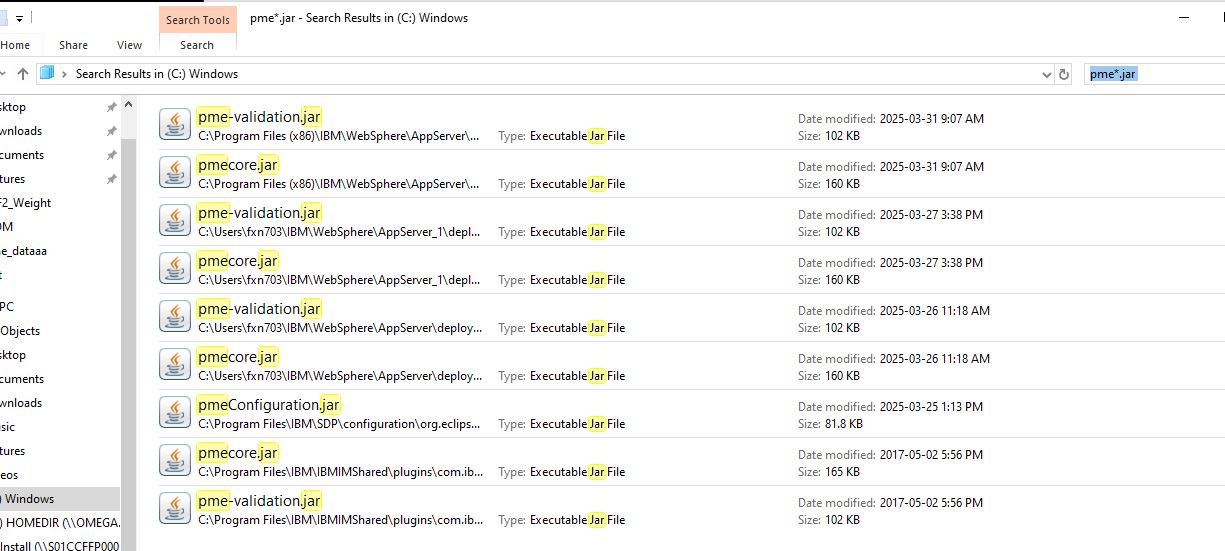 Search Tools
pme*.jar - Search Results in (C:) Windows
Home
Share
View
Search
Search Results in (C:) Windows
pme*.jar
sktop
wnloads
cuments
tures
F2_Weight
OM
ne_dataaa
t
PC
Objects
sktop
cuments
wnloads
sic
tures
eos
) Windows
) HOMEDIR (\\OMEGA.
Install (\\S01CCFFP000
pme-validation.jar
C:\Program Files (x86)\IBM\WebSphere\AppServer\...
Type: Executable Jar File
Date modified: 2025-03-31 9:07 AM
Size: 102 KB
pmecore.jar
C:\Program Files (x86)\IBM\WebSphere\AppServer\...
Type: Executable Jar File
Date modified: 2025-03-31 9:07 AM
Size: 160 KB
pme-validation.jar
C:\Users\fxn703\IBM\WebSphere\AppServer_1\depl...
Type: Executable Jar File
Date modified: 2025-03-27 3:38 PM
Size: 102 KB
pmecore.jar
C:\Users\fxn703\IBM\WebSphere\AppServer_1\depl...
Type: Executable Jar File
Date modified: 2025-03-27 3:38 PM
Size: 160 KB
pme-validation.jar
C:\Users\fxn703\IBM\WebSphere\AppServer\deploy...
Type: Executable Jar File
Date modified: 2025-03-26 11:18 AM
Size: 102 KB
pmecore.jar
C:\Users\fxn703\IBM\WebSphere\AppServer\deploy...
Type: Executable Jar File
Date modified: 2025-03-26 11:18 AM
Size: 160 KB
pmeConfiguration.jar
C:\Program Files\IBM\SDP\configuration\org.eclips...
Type: Executable Jar File
Date modified: 2025-03-25 1:13 PM
Size: 81.8 KB
pmecore.jar
C:\Program Files\IBM\IBMIMShared\plugins\com.ib...
Type: Executable Jar File
Date modified: 2017-05-02 5:56 PM
Size: 165 KB
pme-validation.jar
C:\Program Files\IBM\IBMIMShared\plugins\com.ib...
Type: Executable Jar File
Date modified: 2017-05-02 5:56 PM
Size: 102 KB